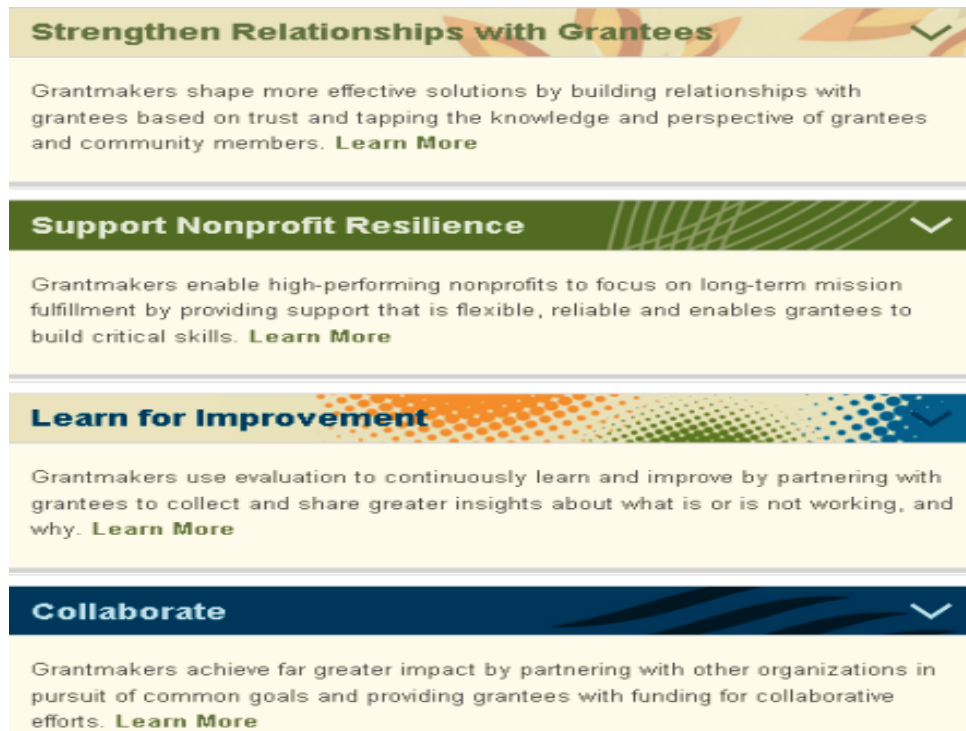 Strengthen Relationships with Grantees
Grantmakers shape more effective solutions by building relationships with
grantees based on trust and tapping the knowledge and perspective of grantees
and community members. Learn More
Support Nonprofit Resilience
Grantmakers enable high-performing nonprofits to focus on long-term mission
fulfillment by providing support that is flexible, reliable and enables grantees to
build critical skills. Learn More
Learn for Improvement
Grantmakers use evaluation to continuously learn and improve by partnering with
grantees to collect and share greater insights about what is or is not working, and
why. Learn More
Collaborate
Grantmakers achieve far greater impact by partnering with other organizations in
pursuit of common goals and providing grantees with funding for collaborative
efforts. Learn More